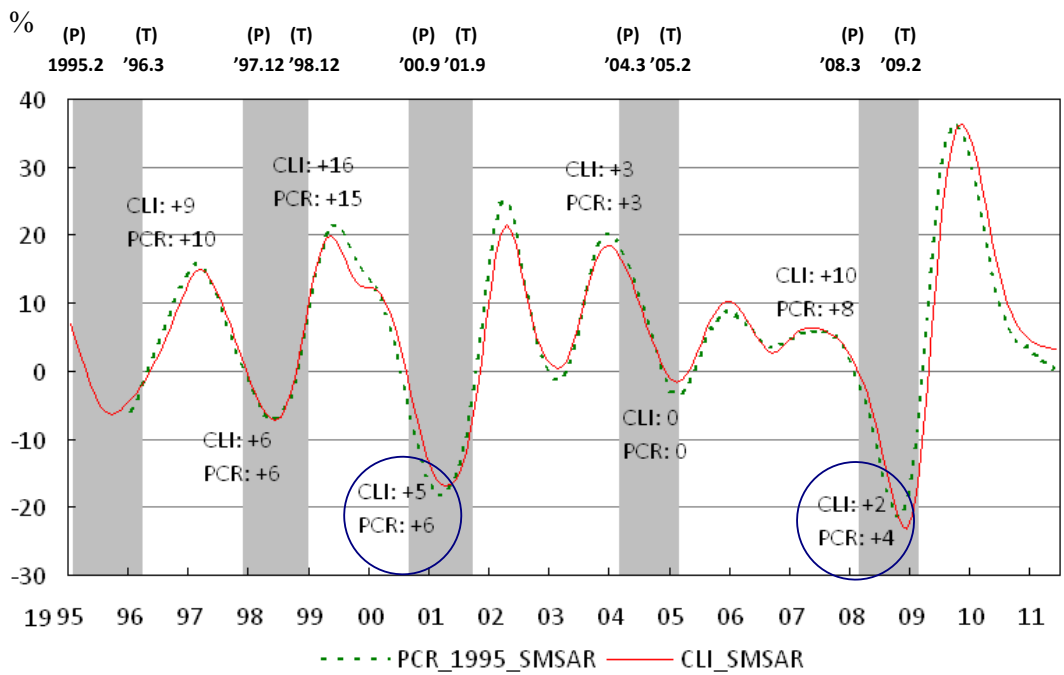 %
(P) (T) (P) (T) (P) (T) (P) (T) (P) (T)
1995.2 ’96.3 ’97.12 ’98.12 ’00.9 ’01.9 ’04.3 ’05.2 ’08.3 ’09.2
40
30
20
10
0
-10
-20
-30
CLI: +9
PCR: +10
CLI: +6
PCR: +6
CLI: +16
PCR: +15
CLI: +5
PCR: +6
CLI: +3
PCR: +3
CLI: 0
PCR: 0
CLI: +10
PCR: +8
CLI: +2
PCR: +4
19 95 96 97 98 99 00 01 02 03 04 05 06 07 08 09 10 11
PCR_1995_SMSAR CLI_SMSAR